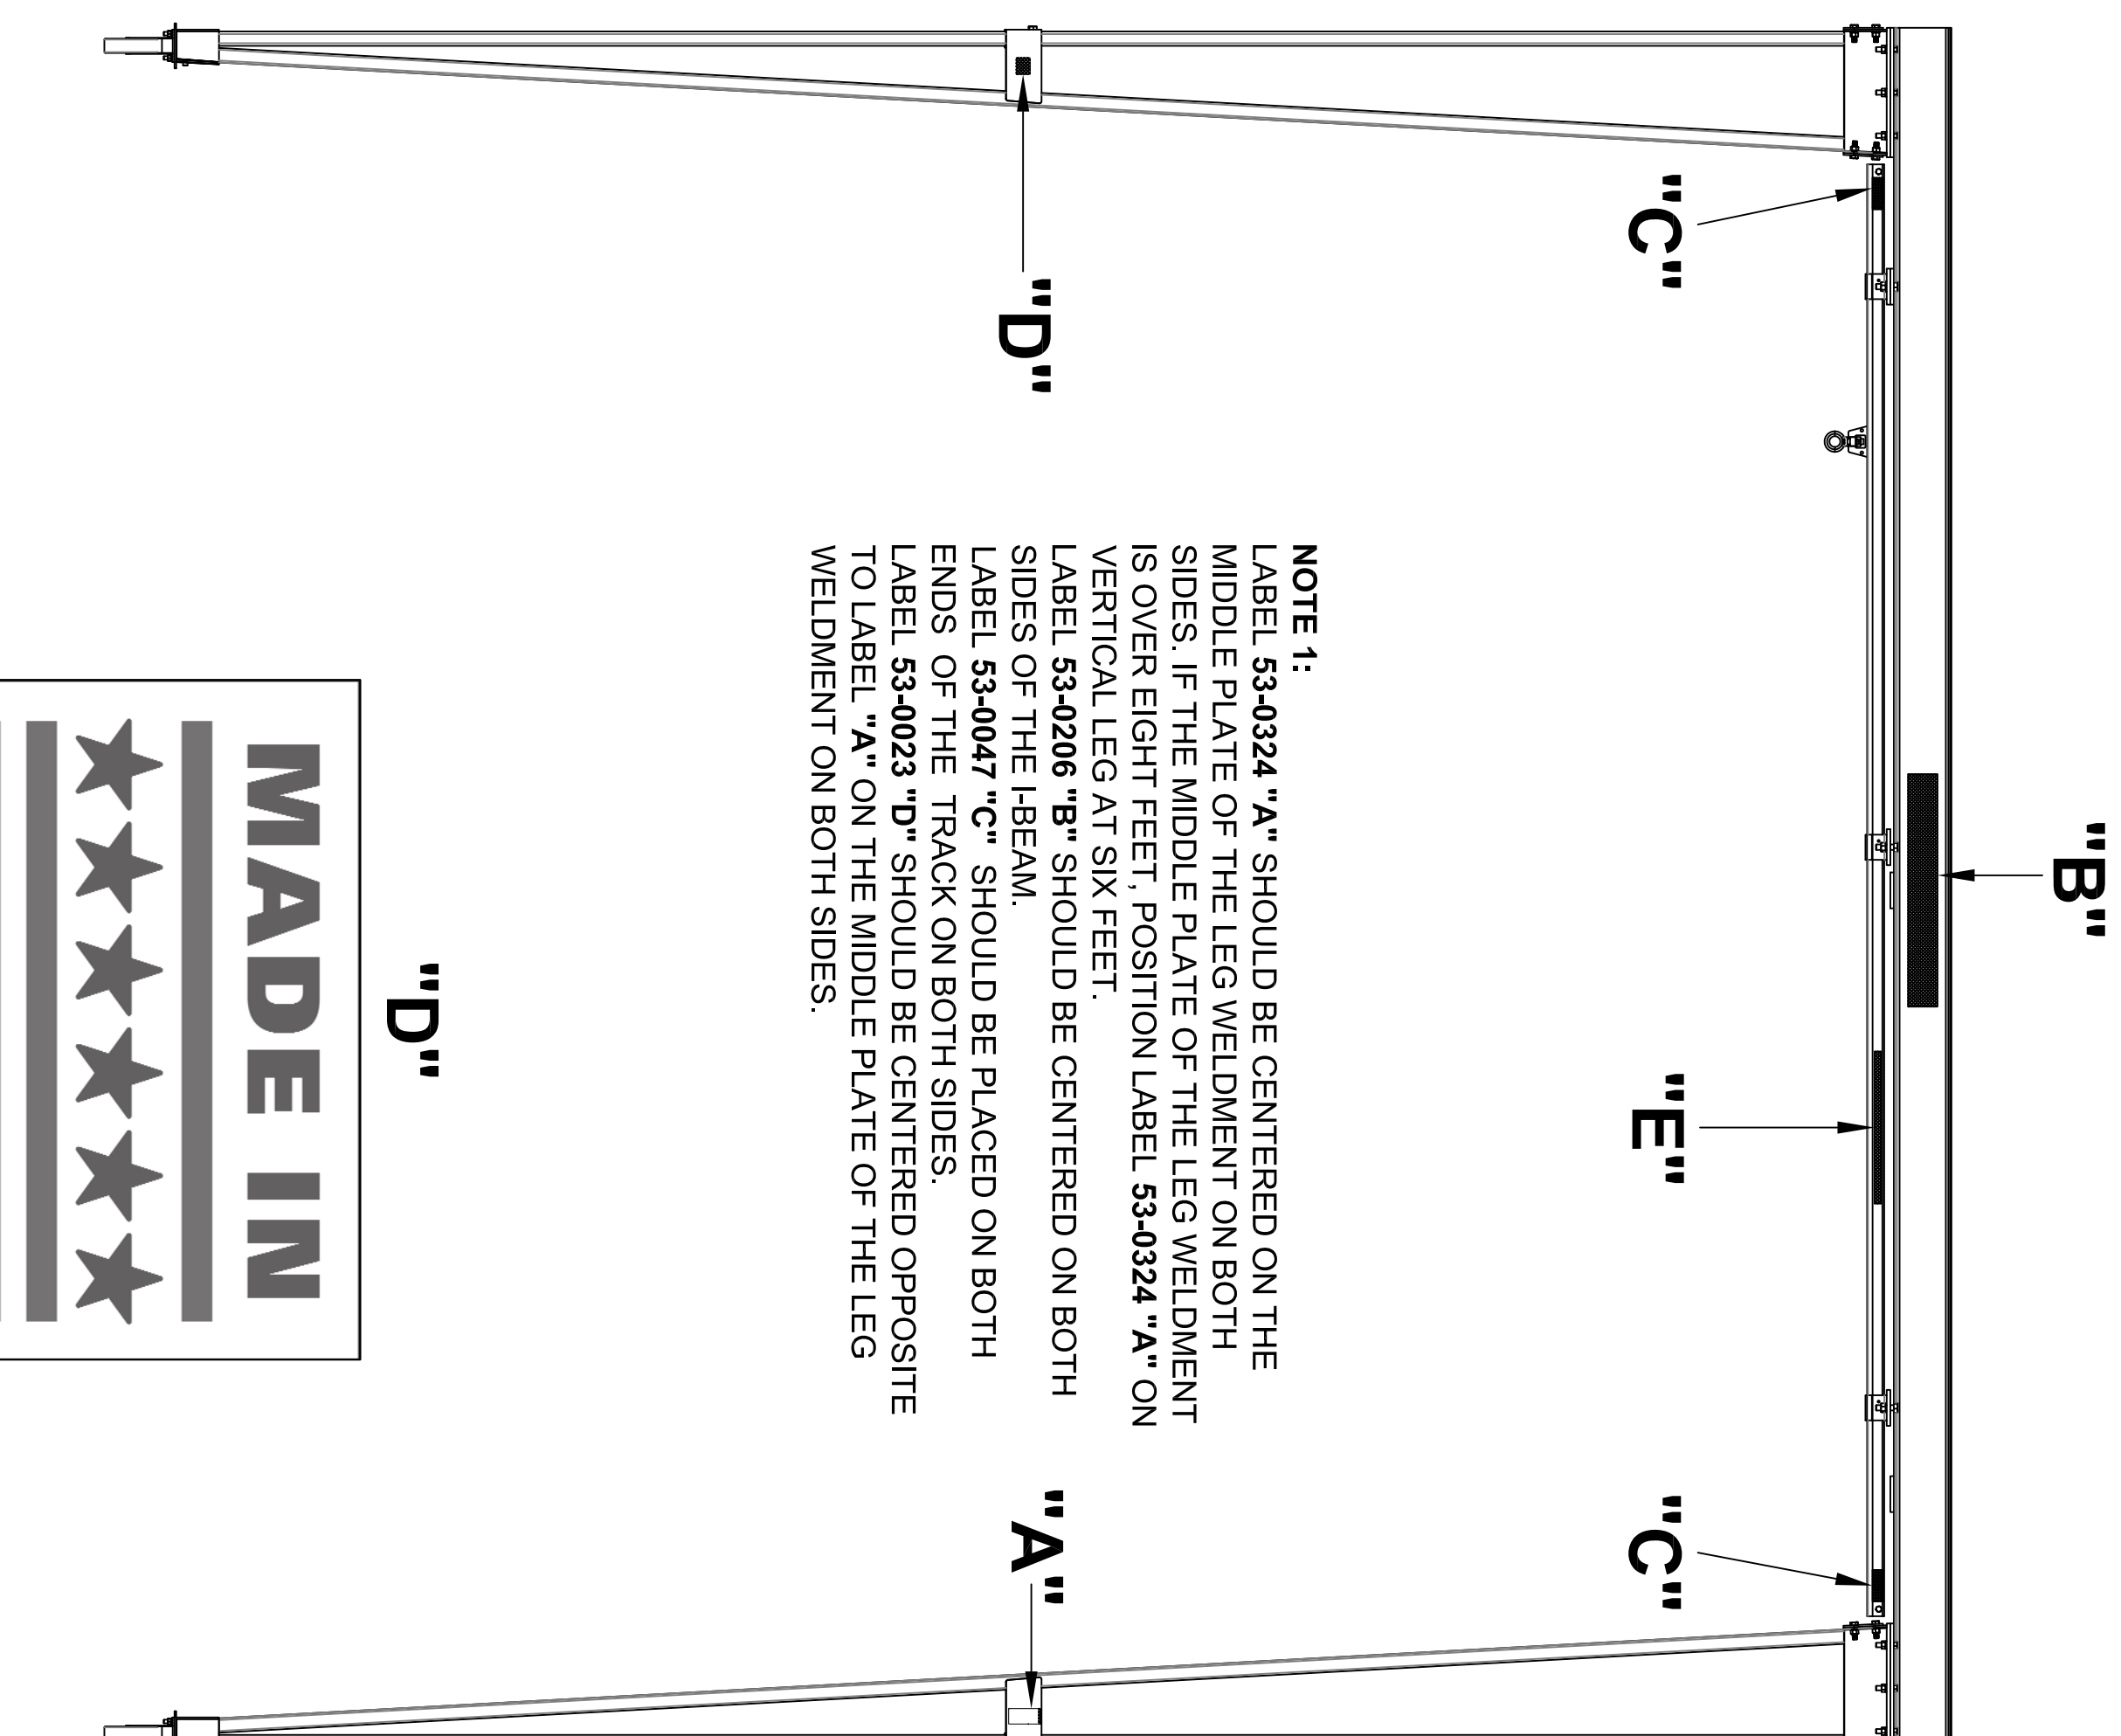 "B"
"C"
"E"
"C"
NOTE 1:
LABEL 53-0324 "A" SHOULD BE CENTERED ON THE
MIDDLE PLATE OF THE LEG WELDMENT ON BOTH
SIDES. IF THE MIDDLE PLATE OF THE LEG WELDMENT
IS OVER EIGHT FEET, POSITION LABEL 53-0324 "A" ON
VERTICAL LEG AT SIX FEET.
LABEL 53-0206 "B" SHOULD BE CENTERED ON BOTH
SIDES OF THE I-BEAM.
LABEL 53-0047 "C" SHOULD BE PLACED ON BOTH
ENDS OF THE TRACK ON BOTH SIDES.
LABEL 53-0023 "D" SHOULD BE CENTERED OPPOSITE
TO LABEL "A" ON THE MIDDLE PLATE OF THE LEG
WELDMENT ON BOTH SIDES.
"D"
"A"
"D"
MADE IN